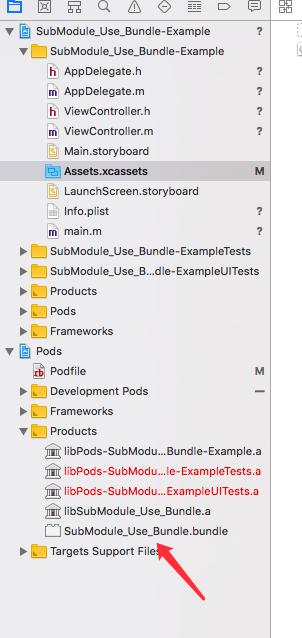 SubModule_Use_Bundle-Example ?
SubModule_Use_Bundle-Example
h AppDelegate.h ?
m AppDelegate.m ?
h ViewController.h ?
m ViewController.m ?
Main.storyboard
Assets.xcassets M
LaunchScreen.storyboard
Info.plist ?
m main.m ?
SubModule_Use_Bundle-ExampleTests
SubModule_Use_B...dle-ExampleUITests
Products
Pods
Frameworks
Pods
rb Podfile M
Development Pods
Frameworks
Products
libPods-SubModu...Bundle-Example.a
libPods-SubModu...le-ExampleTests.a
libPods-SubModu...ExampleUITests.a
libSubModule_Use_Bundle.a
SubModule_Use_Bundle.bundle
Targets Support Files